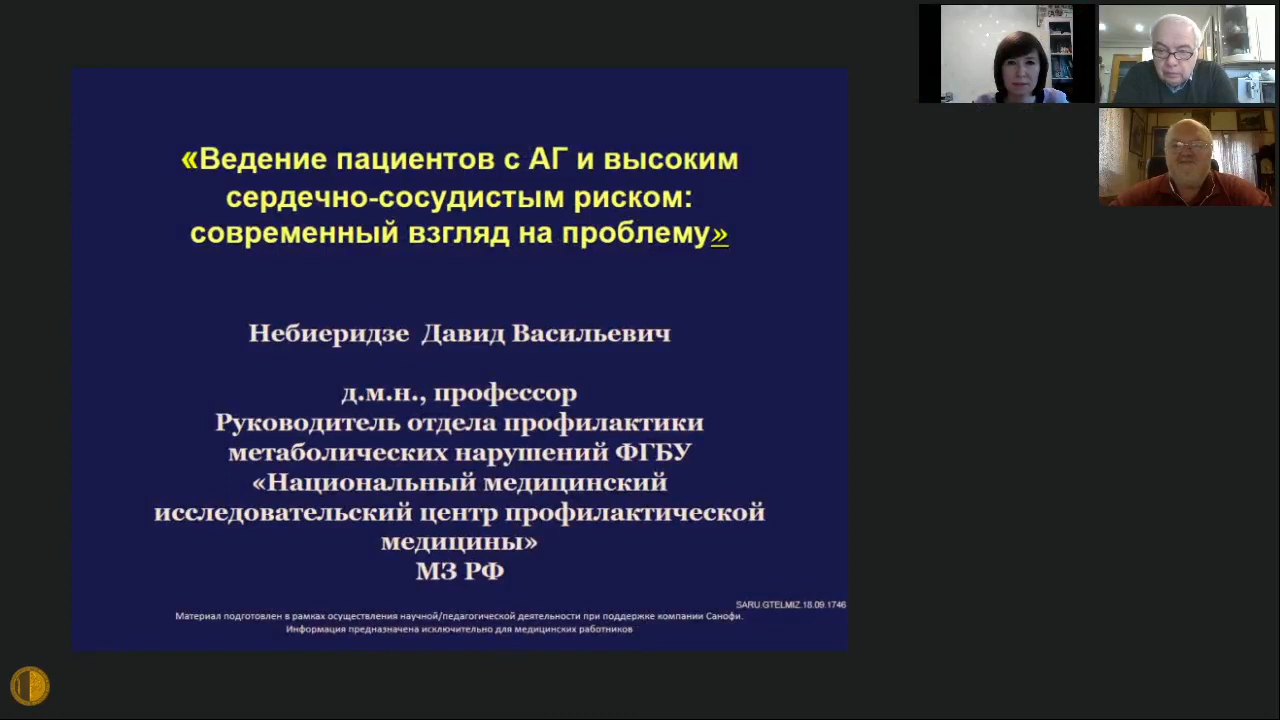 «Ведение пациентов с АГ и высоким
сердечно-сосудистым риском:
современный взгляд на проблему»
Небиеридзе Давид Васильевич
д.м.н., профессор
Руководитель отдела профилактики
метаболических нарушений ФГБУ
«Национальный медицинский
исследовательский центр профилактической
медицины»
МЗ РФ
SARU.GTELMIZ.18.09.1746
Материал подготовлен в рамках осуществления научной/педагогической деятельности при поддержке компании Санофи.
Информация предназначена исключительно для медицинских работников